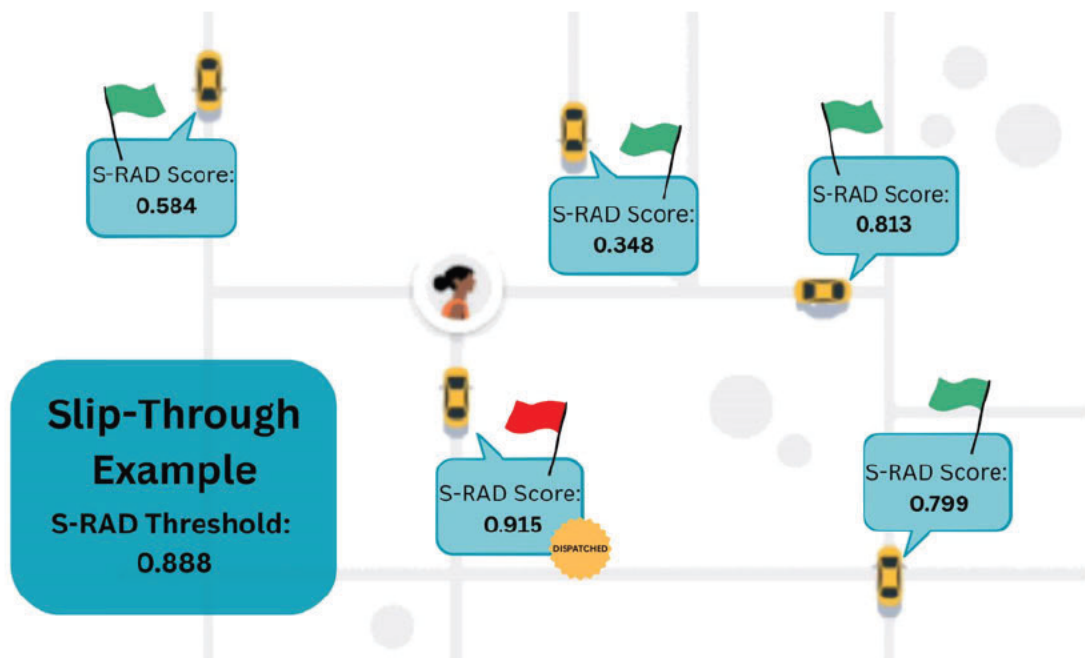 S-RAD Score:
0.584
S-RAD Score:
0.348
S-RAD Score:
0.813
Slip-Through
Example
S-RAD Threshold:
0.888
S-RAD Score:
0.915
DISPATCHED
S-RAD Score:
0.799